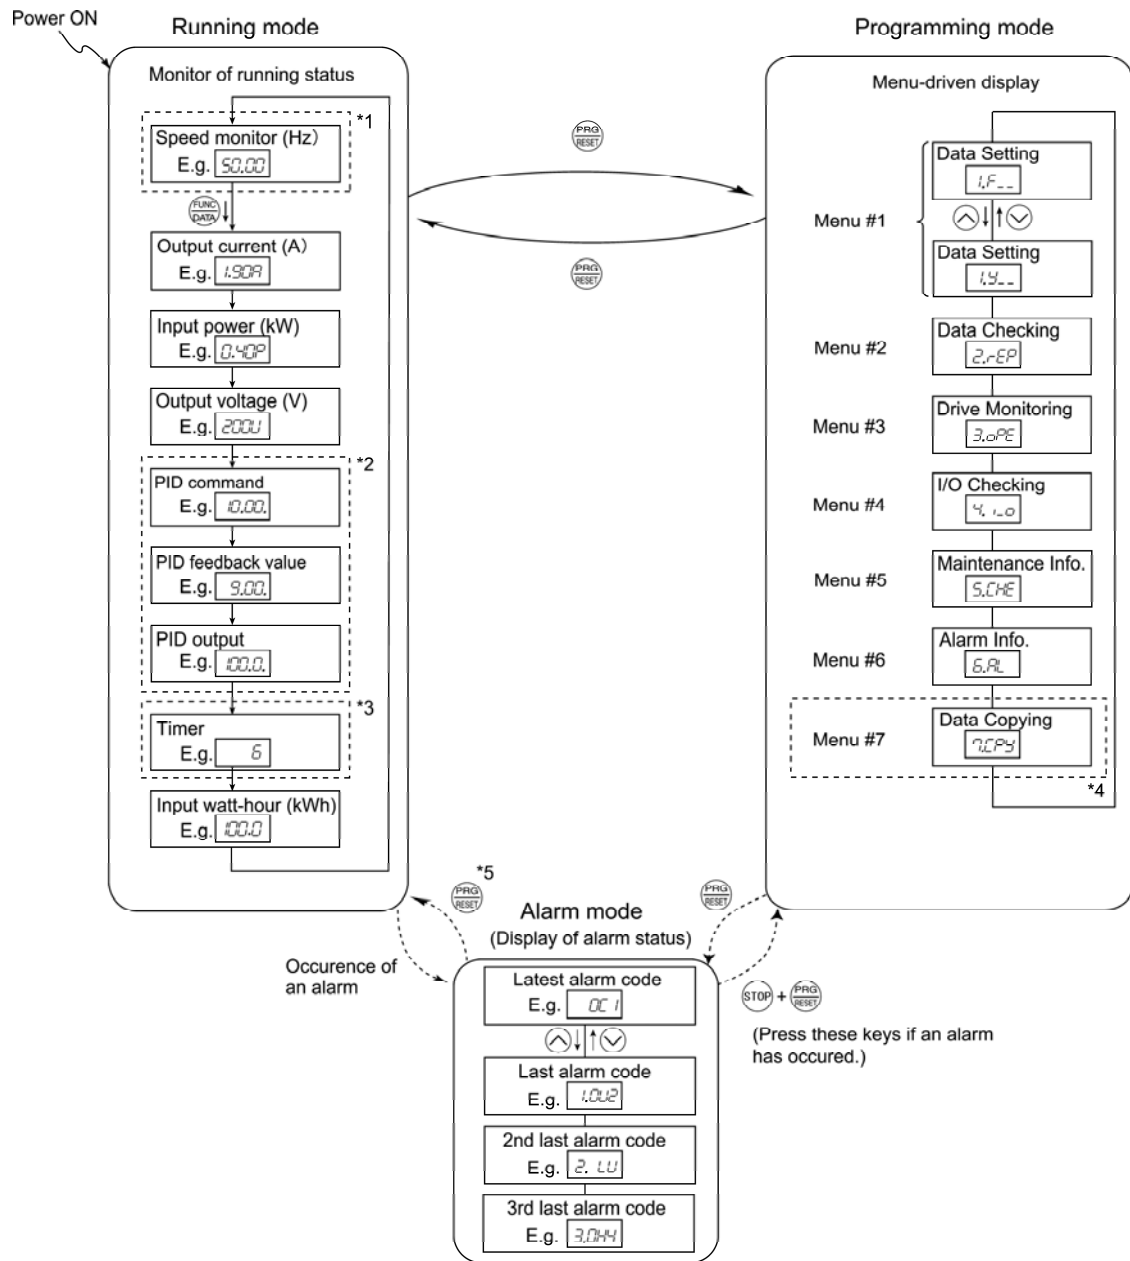 Power ON
Running mode
Monitor of running status
*1
Speed monitor (Hz)
E.g. 50.00
FUNC
DATA
Output current (A)
E.g. 1.90A
Input power (kW)
E.g. 0.40P
Output voltage (V)
E.g. 200U
*2
PID command
E.g. 10.00.
PID feedback value
E.g. 9.00.
PID output
E.g. 100.0.
*3
Timer
E.g. 6
Input watt-hour (kWh)
E.g. 100.0
PRG
RESET
PRG
RESET
Programming mode
Menu-driven display
Menu #1
Data Setting
1.F__
Data Setting
1.y__
Menu #2
Data Checking
2.rEP
Menu #3
Drive Monitoring
3.oPE
Menu #4
I/O Checking
4.i_o
Menu #5
Maintenance Info.
5.CHE
Menu #6
Alarm Info.
6.AL
Menu #7
Data Copying
7.CPy
*4
*5
PRG
RESET
PRG
RESET
Occurence of
an alarm
Alarm mode
(Display of alarm status)
Latest alarm code
E.g. OC1
Last alarm code
E.g. 1.OU2
2nd last alarm code
E.g. 2. LU
3rd last alarm code
E.g. 3.OH4
STOP + PRG
RESET
(Press these keys if an alarm
has occured.)